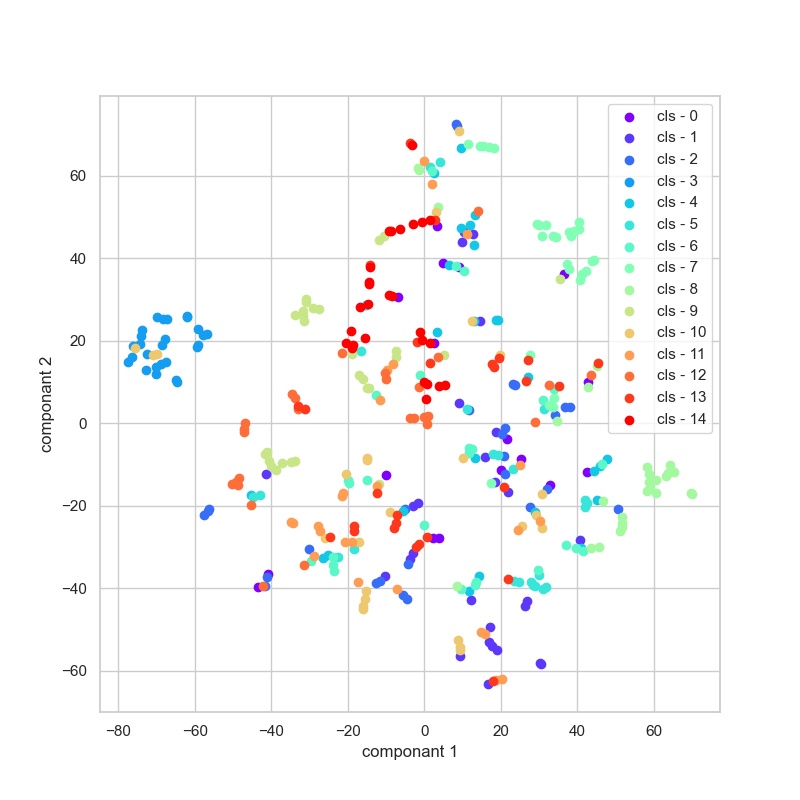 cls - 0
cls - 1
cls - 2
cls - 3
cls - 4
cls - 5
cls - 6
cls - 7
cls - 8
cls - 9
cls - 10
cls - 11
cls - 12
cls - 13
cls - 14
60
40
20
0
−20
−40
−60
componant 2
−80 −60 −40 −20 0 20 40 60
componant 1